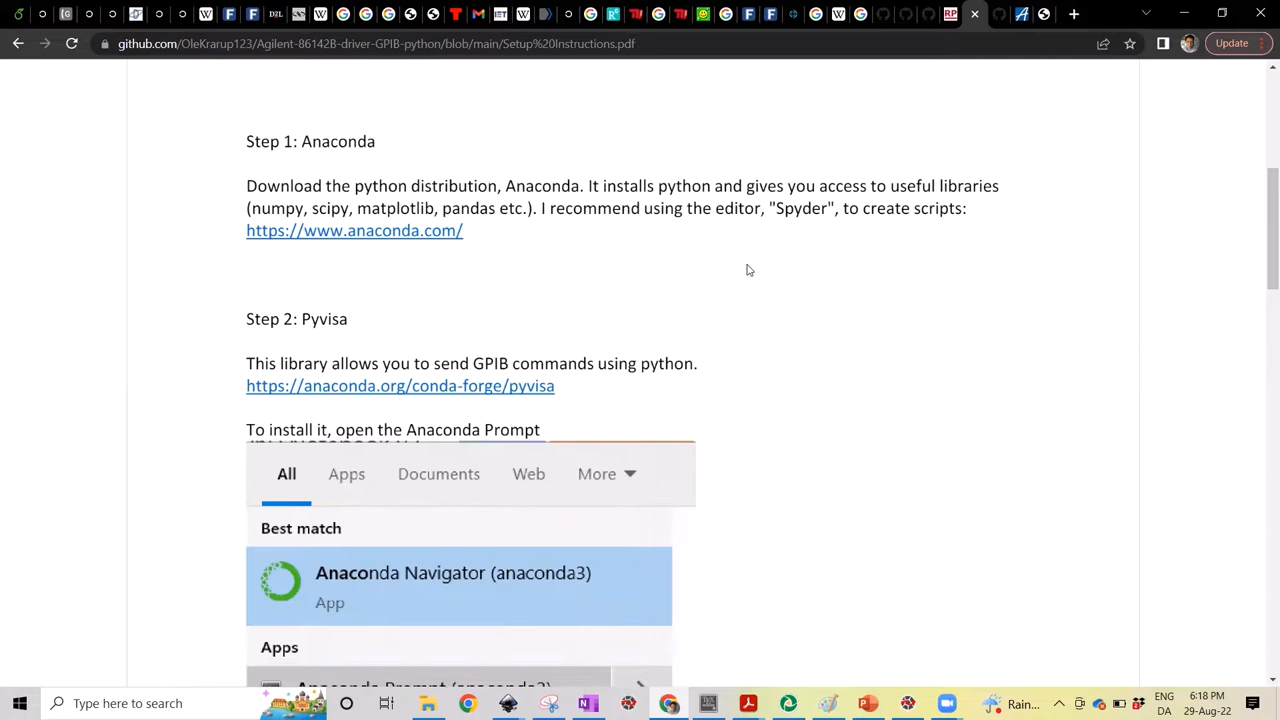 github.com/OleKrarup123/Agilent-86142B-driver-GPIB-python/blob/main/Setup%20Instructions.pdf
Update
Step 1: Anaconda
Download the python distribution, Anaconda. It installs python and gives you access to useful libraries
(numpy, scipy, matplotlib, pandas etc.). I recommend using the editor, "Spyder", to create scripts:
https://www.anaconda.com/
Step 2: Pyvisa
This library allows you to send GPIB commands using python.
https://anaconda.org/conda-forge/pyvisa
To install it, open the Anaconda Prompt
All Apps Documents Web More
Best match
Anaconda Navigator (anaconda3)
App
Apps
Anaconda Prompt (anaconda3)
Type here to search
Rain...
ENG
DA
6:18 PM
29-Aug-22